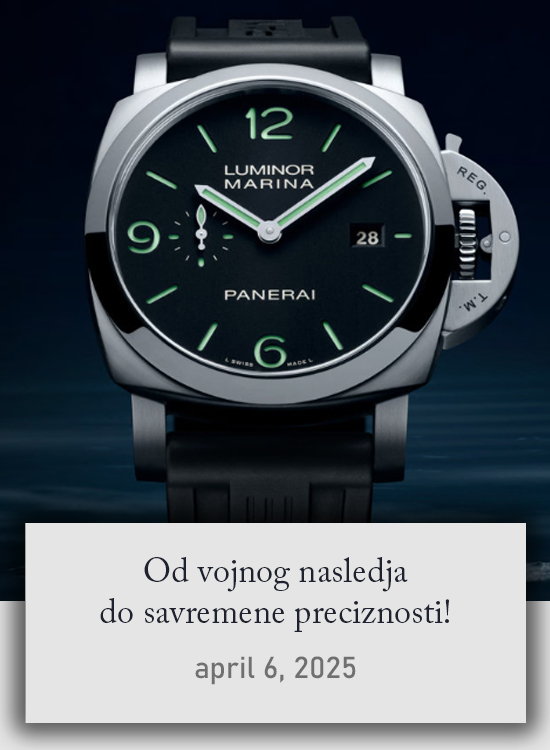 12
LUMINOR
MARINA
REG.
9
28
PANERAI
T.M.
6
L SWISS MADE L
Od vojnog nasledja
do savremene preciznosti!
april 6, 2025